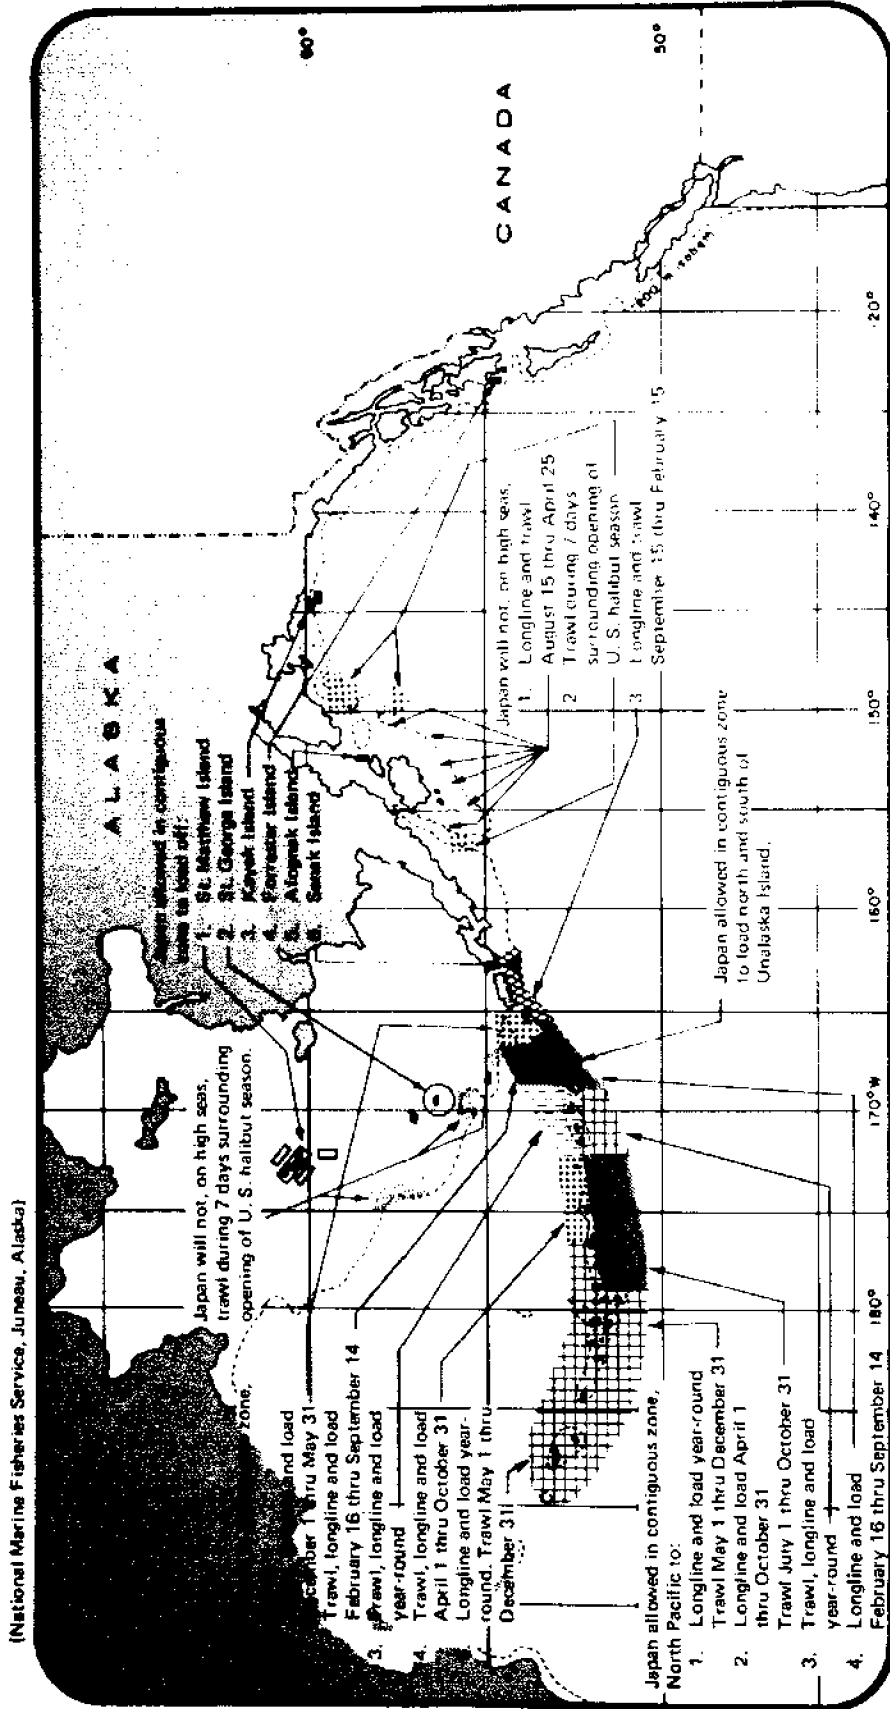 (National Marine Fisheries Service, Juneau, Alaska)
ALASKA
CANADA
60°
50°
Japan allowed in contiguous
zone to load off:
1. St. Matthew Island
2. St. George Island
3. Kayak Island
4. Forrester Island
5. Afognak Island
6. Sanak Island
Japan will not, on high seas,
trawl during 7 days surrounding
opening of U. S. halibut season.
zone,
and load
thru May 31
Trawl, longline and load
February 16 thru September 14
3. Trawl, longline and load
year-round
4. Trawl, longline and load
April 1 thru October 31
Longline and load year-
round. Trawl May 1 thru
December 31
Japan will not, on high seas,
1 Longline and trawl
August 15 thru April 25
2 Trawl during 7 days
surrounding opening of
U. S. halibut season
3 Longline and trawl
September 15 thru February 15
Japan allowed in contiguous zone
to load north and south of
Unalaska Island.
Japan allowed in contiguous zone,
North Pacific to:
1. Longline and load year-round
Trawl May 1 thru December 31
2. Longline and load April 1
thru October 31
Trawl Jury 1 thru October 31
3. Trawl, longline and load
year-round
4. Longline and load
February 16 thru September 14
180°
170°W
160°
150°
140°
120°